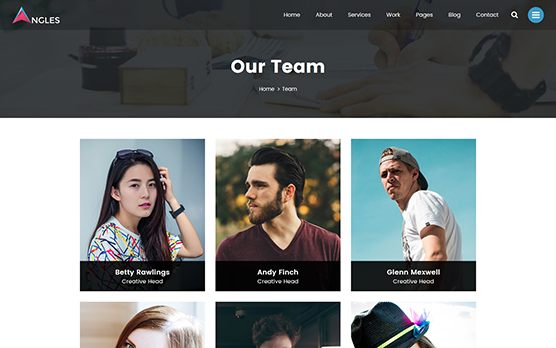 ANGLES
Home About Services Work Pages Blog Contact
Our Team
Home > Team
Betty Rawlings
Creative Head
Andy Finch
Creative Head
Glenn Mexwell
Creative Head